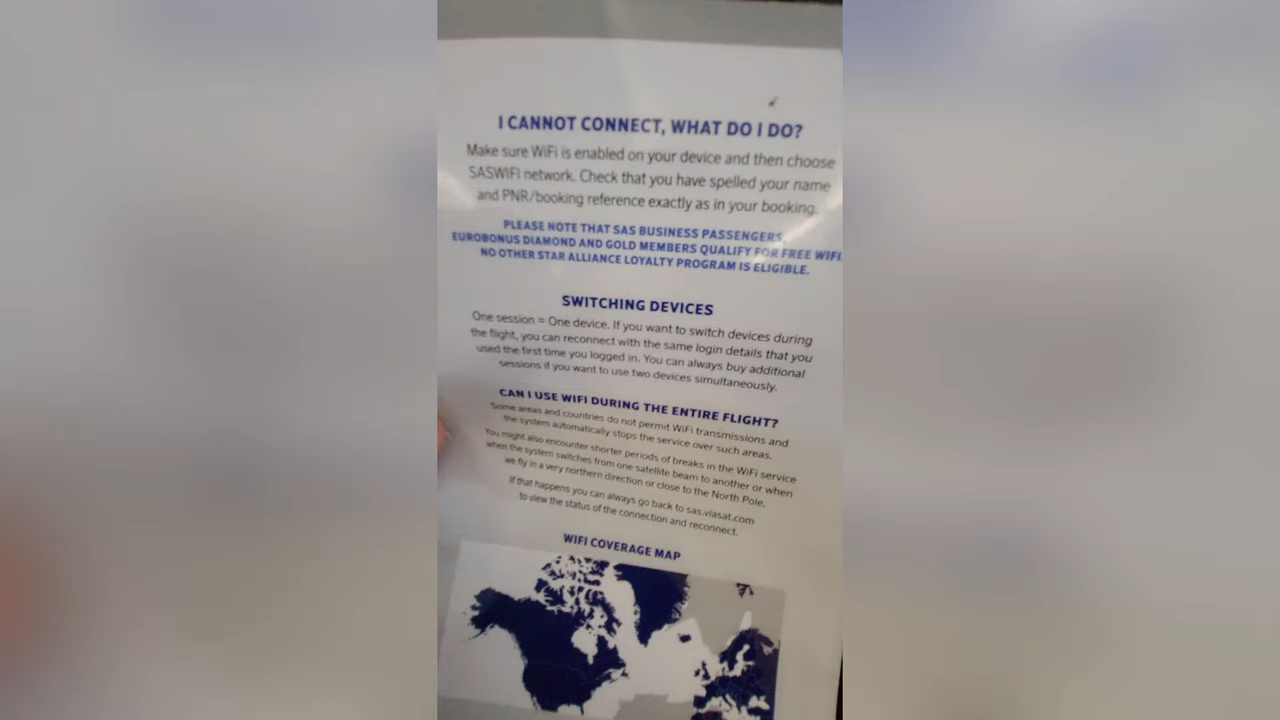 I CANNOT CONNECT, WHAT DO I DO?
Make sure WiFi is enabled on your device and then choose
SASWIFI network. Check that you have spelled your name
and PNR/booking reference exactly as in your booking.
PLEASE NOTE THAT SAS BUSINESS PASSENGERS,
EUROBONUS DIAMOND AND GOLD MEMBERS QUALIFY FOR FREE WIFI.
NO OTHER STAR ALLIANCE LOYALTY PROGRAM IS ELIGIBLE.
SWITCHING DEVICES
One session = One device. If you want to switch devices during
the flight, you can reconnect with the same login details that you
used the first time you logged in. You can always buy additional
sessions if you want to use two devices simultaneously.
CAN I USE WIFI DURING THE ENTIRE FLIGHT?
Some areas and countries do not permit WiFi transmissions and
the system automatically stops the service over such areas.
You might also encounter shorter periods of breaks in the WiFi service
when the system switches from one satellite beam to another or when
we fly in a very northern direction or close to the North Pole.
If that happens you can always go back to sas.viasat.com
to view the status of the connection and reconnect.
WIFI COVERAGE MAP